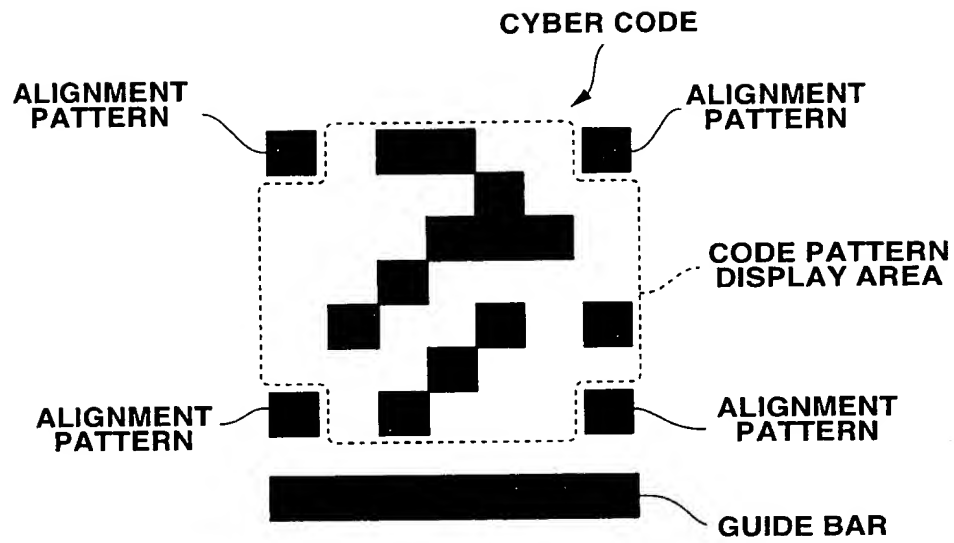 CYBER CODE
ALIGNMENT
PATTERN
ALIGNMENT
PATTERN
CODE PATTERN
DISPLAY AREA
ALIGNMENT
PATTERN
ALIGNMENT
PATTERN
GUIDE BAR